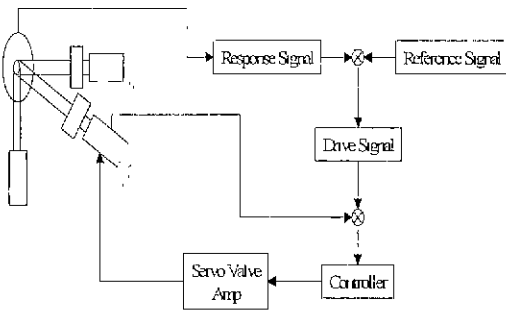 Response Signal
Reference Signal
Drive Signal
Servo Valve
Amp
Controller